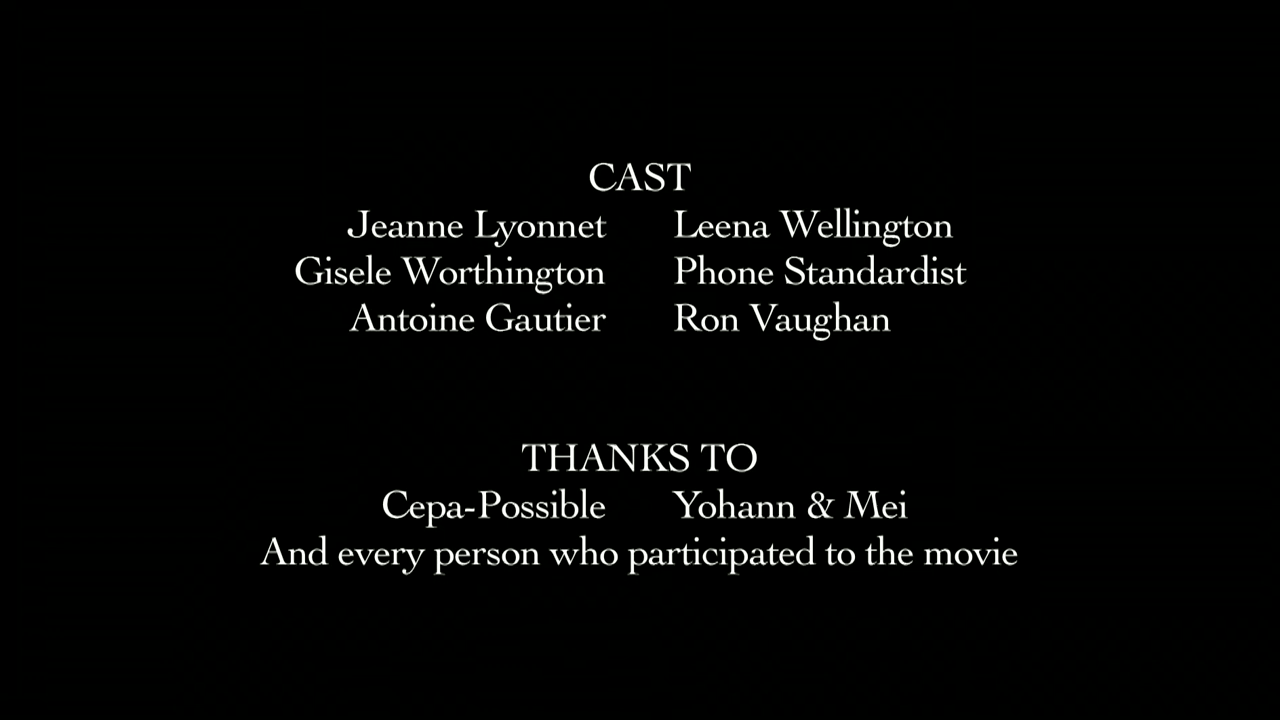 CAST
Jeanne Lyonnet Leena Wellington
Gisele Worthington Phone Standardist
Antoine Gautier Ron Vaughan
THANKS TO
Cepa-Possible Yohann & Mei
And every person who participated to the movie